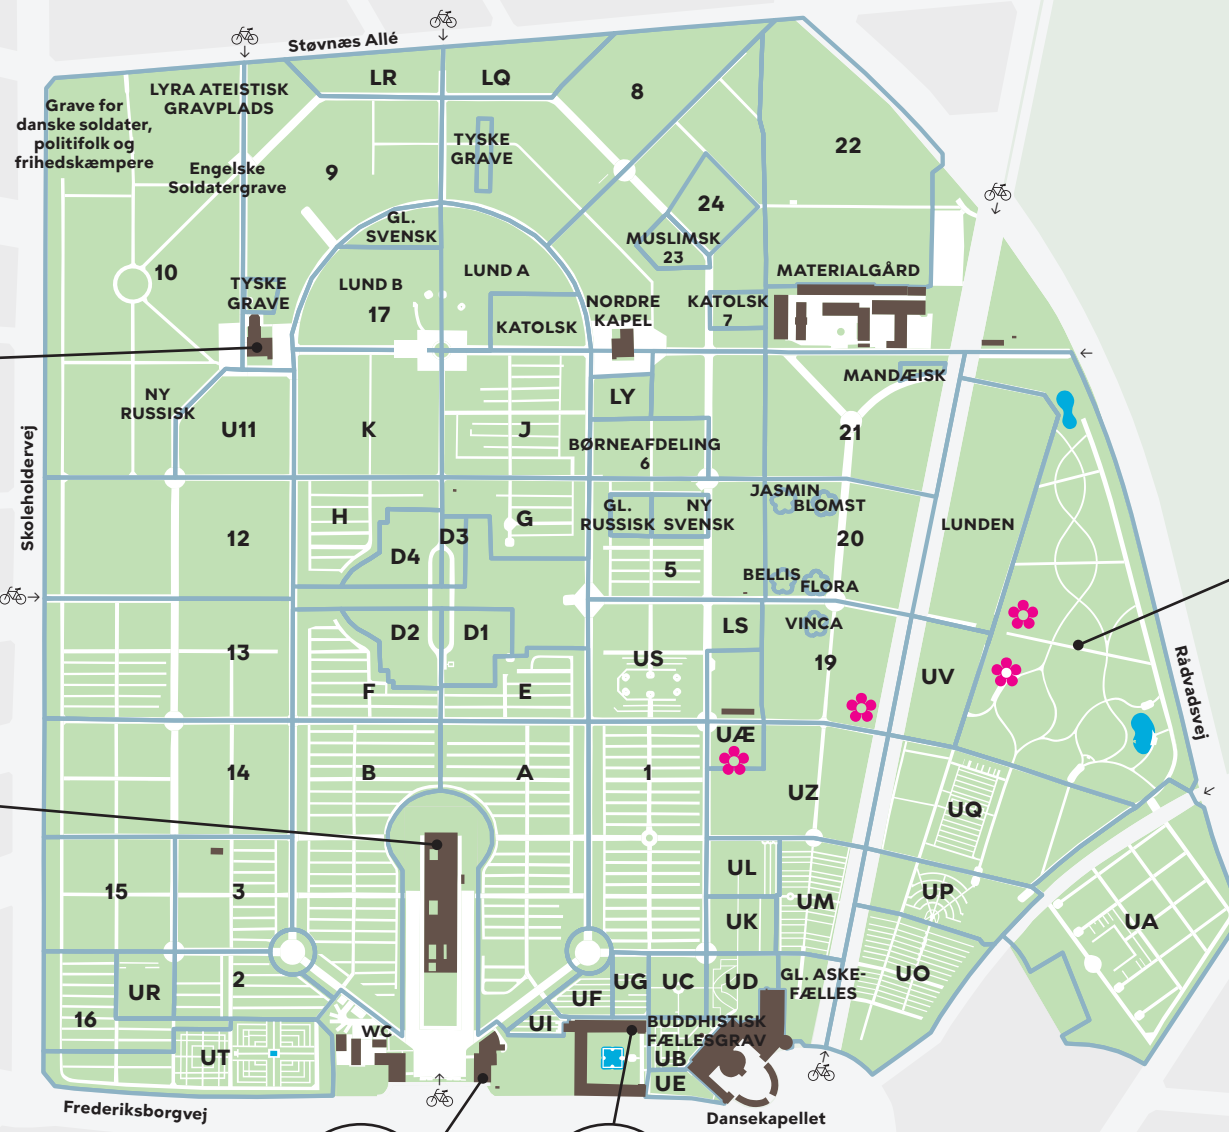 Støvnæs Allé
LR
LQ
8
LYRA ATEISTISK
GRAVPLADS
Grave for
danske soldater,
politifolk og
frihedskæmpere
TYSKE
GRAVE
22
Engelske
Soldatergrave
9
24
GL.
SVENSK
MUSLIMSK
23
10
LUND A
MATERIALGÅRD
TYSKE
GRAVE
LUND B
17
KATOLSK
NORDRE
KAPEL
KATOLSK
7
MANDÆISK
NY
RUSSISK
LY
U11
K
J
21
BØRNEAFDELING
6
Skoleholdervej
JASMIN
BLOMST
H
G
GL.
RUSSISK
NY
SVENSK
LUNDEN
12
D3
20
D4
5
BELLIS
FLORA
D2
D1
LS
VINCA
13
US
19
UV
Rådvadsvej
F
E
UÆ
14
B
A
1
UZ
UQ
UL
15
3
UM
UP
UK
UA
2
UR
UG
UC
UD
GL. ASKE-
FÆLLES
UO
16
UF
WC
UI
BUDDHISTISK
FÆLLESGRAV
UT
UB
UE
Frederiksborgvej
Dansekapellet